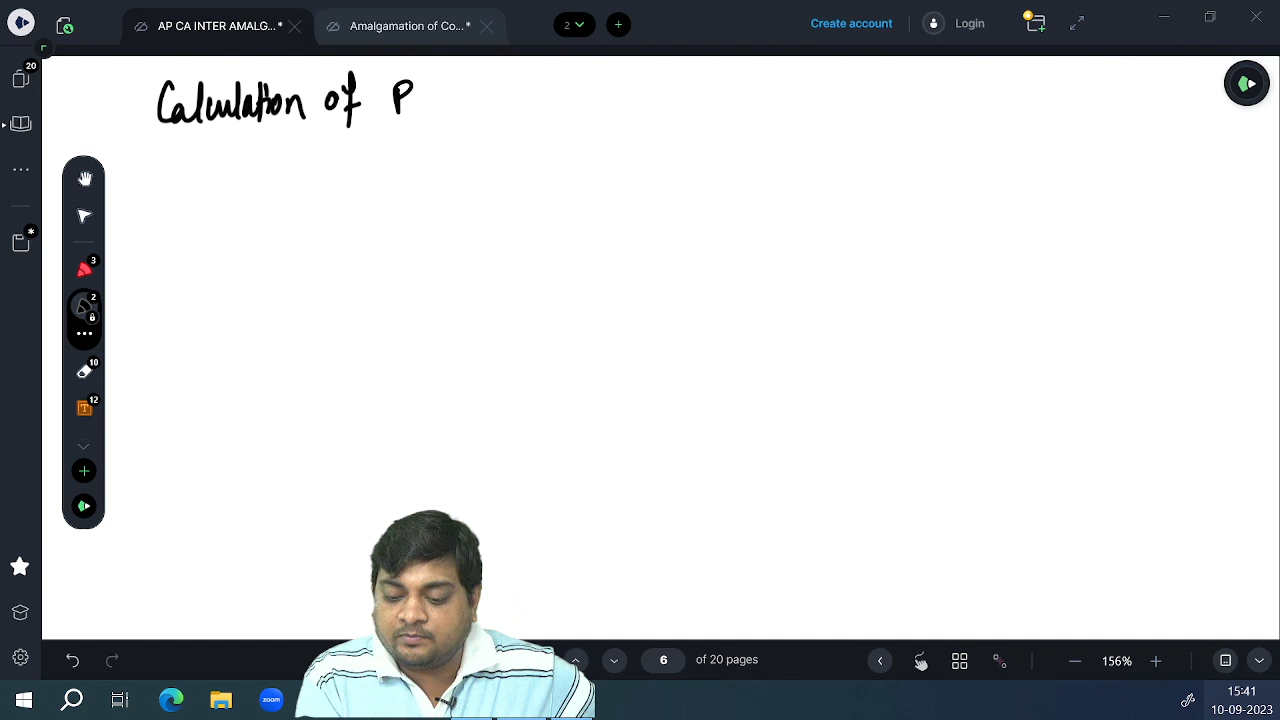 AP CA INTER AMALG...*
Amalgamation of Co...*
2
Create account
Login
20
Calculation of P
3
2
10
12
6
of 20 pages
156%
zoom
15:41
10-09-2023